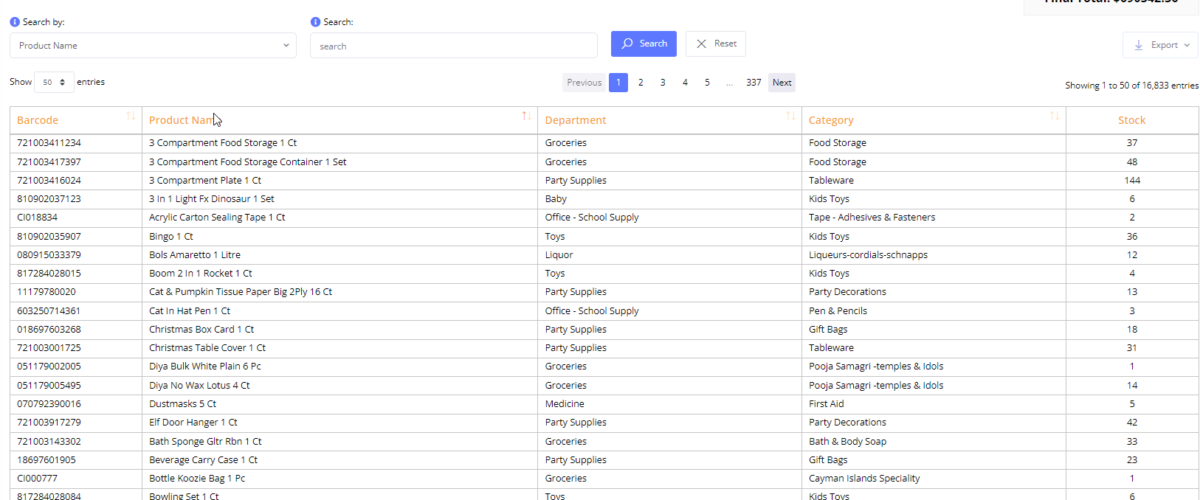 Final Total: $690342.50
Search by:
Search:
Product Name
search
Search
Reset
Export
Show 50 entries
Previous 1 2 3 4 5 ... 337 Next
Showing 1 to 50 of 16,833 entries
Barcode Product Name Department Category Stock
721003411234 3 Compartment Food Storage 1 Ct Groceries Food Storage 37
721003417397 3 Compartment Food Storage Container 1 Set Groceries Food Storage 48
721003416024 3 Compartment Plate 1 Ct Party Supplies Tableware 144
810902037123 3 In 1 Light Fx Dinosaur 1 Set Baby Kids Toys 6
CI018834 Acrylic Carton Sealing Tape 1 Ct Office - School Supply Tape - Adhesives & Fasteners 2
810902035907 Bingo 1 Ct Toys Kids Toys 36
080915033379 Bols Amaretto 1 Litre Liquor Liqueurs-cordials-schnapps 12
817284028015 Boom 2 In 1 Rocket 1 Ct Toys Kids Toys 4
11179780020 Cat & Pumpkin Tissue Paper Big 2Ply 16 Ct Party Supplies Party Decorations 13
603250714361 Cat In Hat Pen 1 Ct Office - School Supply Pen & Pencils 3
018697603268 Christmas Box Card 1 Ct Party Supplies Gift Bags 18
721003001725 Christmas Table Cover 1 Ct Party Supplies Tableware 31
051179002005 Diya Bulk White Plain 6 Pc Groceries Pooja Samagri -temples & Idols 1
051179005495 Diya No Wax Lotus 4 Ct Groceries Pooja Samagri -temples & Idols 14
070792390016 Dustmasks 5 Ct Medicine First Aid 5
721003917279 Elf Door Hanger 1 Ct Party Supplies Party Decorations 42
721003143302 Bath Sponge Gltr Rbn 1 Ct Groceries Bath & Body Soap 33
18697601905 Beverage Carry Case 1 Ct Party Supplies Gift Bags 23
CI000777 Bottle Koozie Bag 1 Pc Groceries Cayman Islands Speciality 1
817284028084 Bowling Set 1 Ct Toys Kids Toys 6